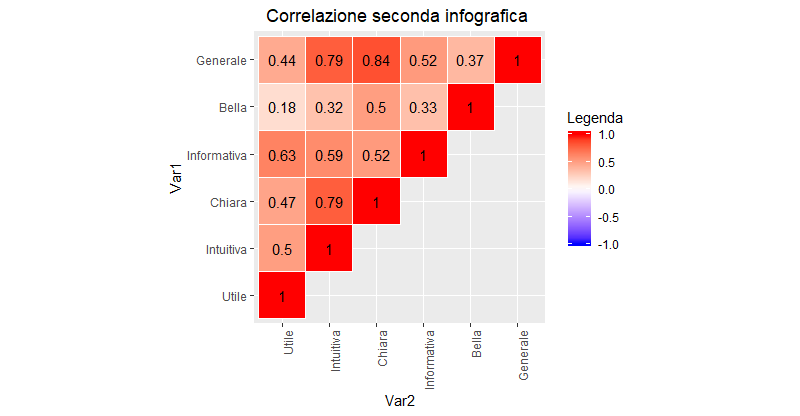 Correlazione seconda infografica
Generale 0.44 0.79 0.84 0.52 0.37 1
Bella 0.18 0.32 0.5 0.33 1
Informativa 0.63 0.59 0.52 1
Chiara 0.47 0.79 1
Intuitiva 0.5 1
Utile 1
Var1
Utile Intuitiva Chiara Informativa Bella Generale
Var2
Legenda
1.0
0.5
0.0
-0.5
-1.0